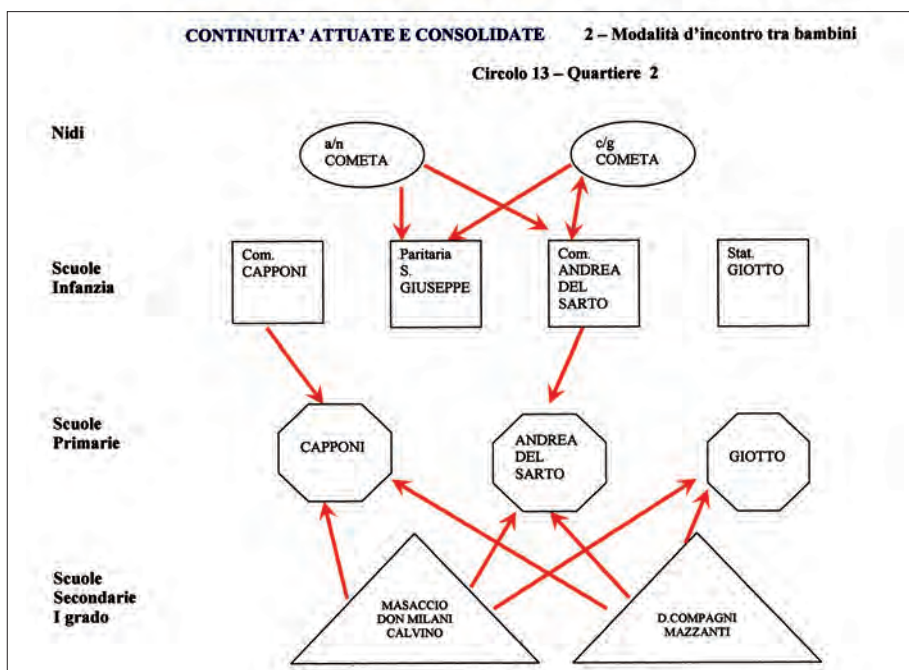 CONTINUITA' ATTUATE E CONSOLIDATE 2 – Modalità d'incontro tra bambini
Circolo 13 – Quartiere 2
Nidi
a/n
COMETA
c/g
COMETA
Scuole
Infanzia
Com.
CAPPONI
Paritaria
S.
GIUSEPPE
Com.
ANDREA
DEL
SARTO
Stat.
GIOTTO
Scuole
Primarie
CAPPONI
ANDREA
DEL
SARTO
GIOTTO
Scuole
Secondarie
I grado
MASACCIO
DON MILANI
CALVINO
D.COMPAGNI
MAZZANTI